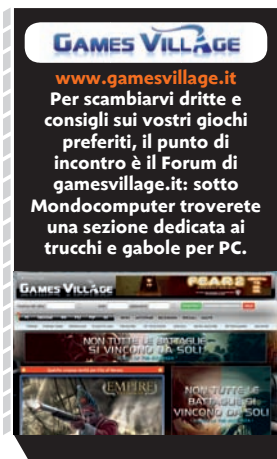 GAMES VILLAGE
www.gamesvillage.it
Per scambiarvi dritte e
consigli sui vostri giochi
preferiti, il punto di
incontro è il Forum di
gamesvillage.it: sotto
Mondocomputer troverete
una sezione dedicata ai
trucchi e gabole per PC.
GAMES VILLAGE
FEAR2
NON TUTTE LE BATTAGLIE
SI VINCONO DA SOLI
EMPIRE
NON TUTTE LE
BATTAGLIE SI
VINCONO DA SOLI